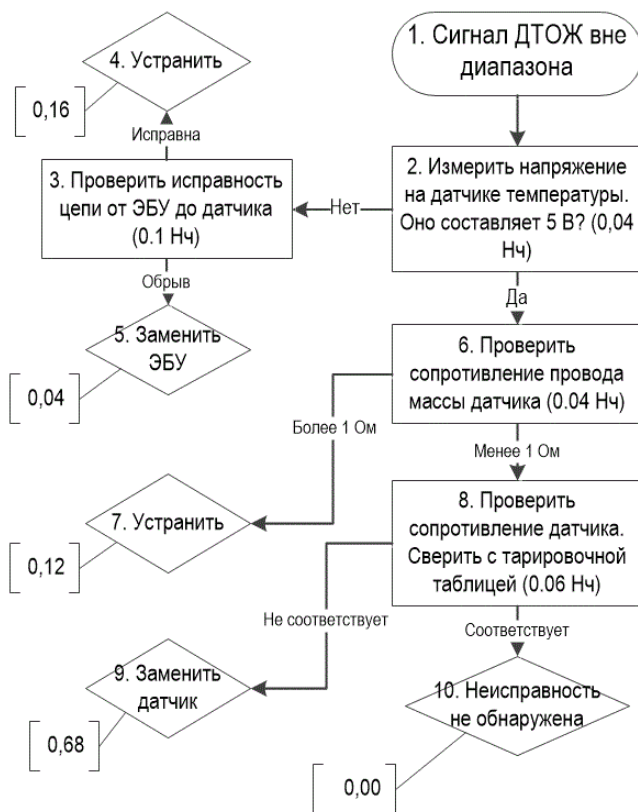 1. Сигнал ДТОЖ вне
диапазона
4. Устранить
0,16
Исправна
2. Измерить напряжение
на датчике температуры.
Оно составляет 5 В? (0,04
Нч)
Нет
3. Проверить исправность
цепи от ЭБУ до датчика
(0.1 Нч)
Обрыв
Да
5. Заменить
ЭБУ
0,04
6. Проверить
сопротивление провода
массы датчика (0.04 Нч)
Более 1 Ом
Менее 1 Ом
7. Устранить
0,12
8. Проверить
сопротивление датчика.
Сверить с тарировочной
таблицей (0.06 Нч)
Не соответствует
Соответствует
9. Заменить
датчик
0,68
10. Неисправность
не обнаружена
0,00